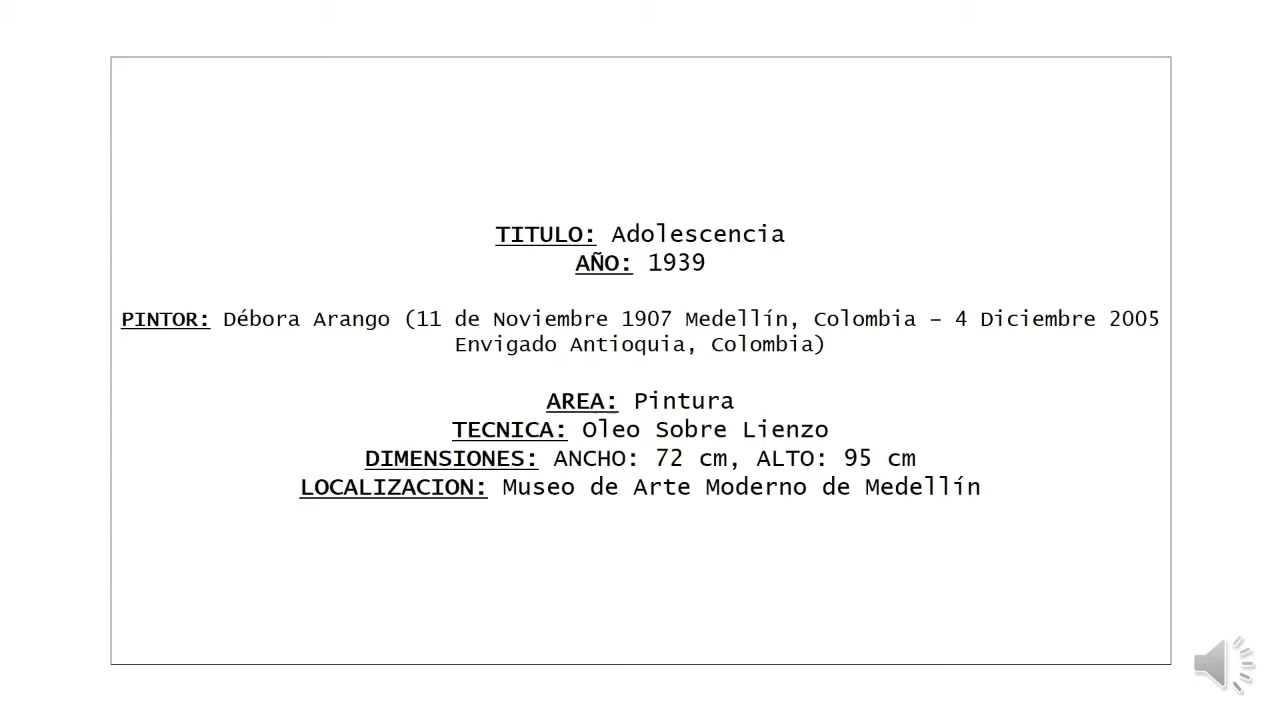 TITULO: Adolescencia
AÑO: 1939
PINTOR: Débora Arango (11 de Noviembre 1907 Medellín, Colombia – 4 Diciembre 2005
Envigado Antioquia, Colombia)
AREA: Pintura
TECNICA: Oleo Sobre Lienzo
DIMENSIONES: ANCHO: 72 cm, ALTO: 95 cm
LOCALIZACION: Museo de Arte Moderno de Medellín